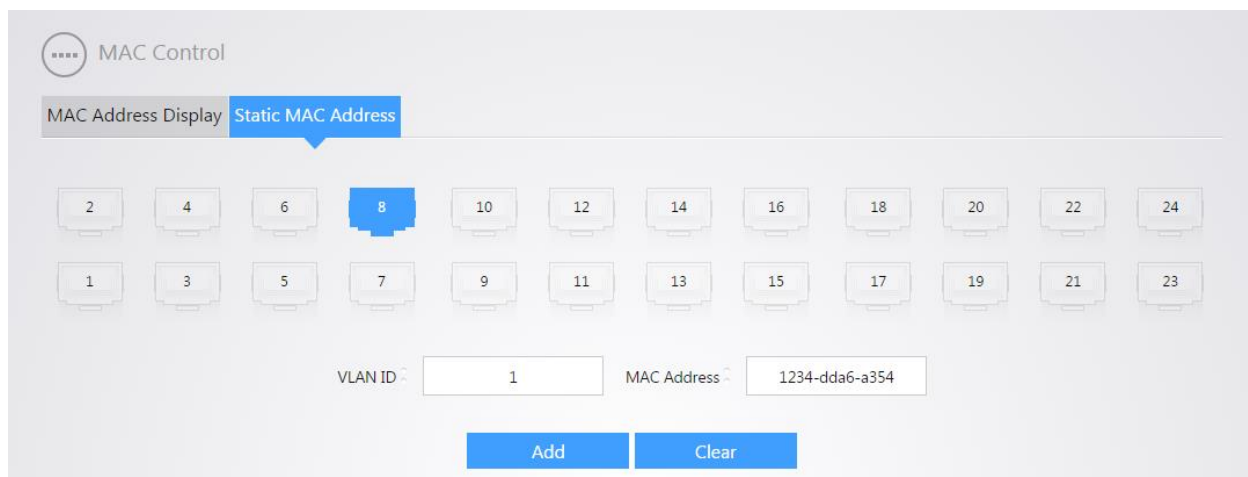 MAC Control
MAC Address Display Static MAC Address
2 4 6 8 10 12 14 16 18 20 22 24
1 3 5 7 9 11 13 15 17 19 21 23
VLAN ID 1 MAC Address 1234-dda6-a354
Add Clear